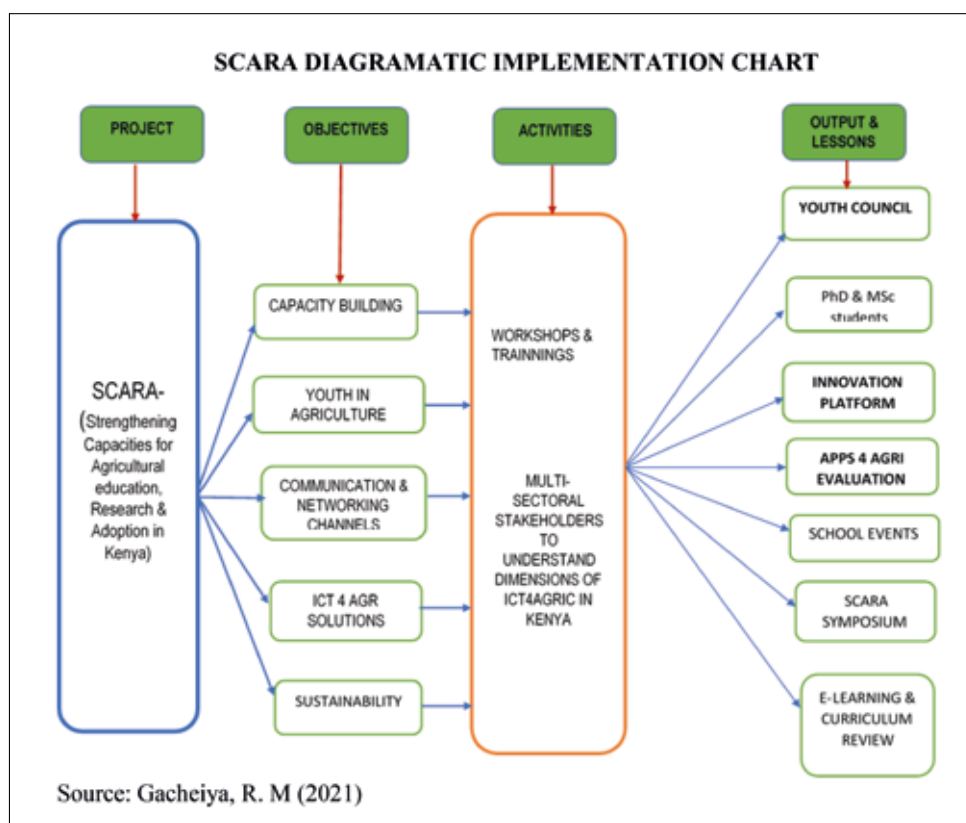 SCARA DIAGRAMATIC IMPLEMENTATION CHART
PROJECT
OBJECTIVES
ACTIVITIES
OUTPUT &
LESSONS
SCARA-
(Strengthening
Capacities for
Agricultural
education,
Research &
Adoption in
Kenya)
CAPACITY BUILDING
YOUTH IN
AGRICULTURE
COMMUNICATION &
NETWORKING
CHANNELS
ICT 4 AGR
SOLUTIONS
SUSTAINABILITY
WORKSHOPS &
TRAINNINGS
MULTI-
SECTORAL
STAKEHOLDERS
TO
UNDERSTAND
DIMENSIONS OF
ICT4AGRIC IN
KENYA
YOUTH COUNCIL
PhD & MSc
students
INNOVATION
PLATFORM
APPS 4 AGRI
EVALUATION
SCHOOL EVENTS
SCARA
SYMPOSIUM
E-LEARNING &
CURRICULUM
REVIEW
Source: Gacheiya, R. M (2021)